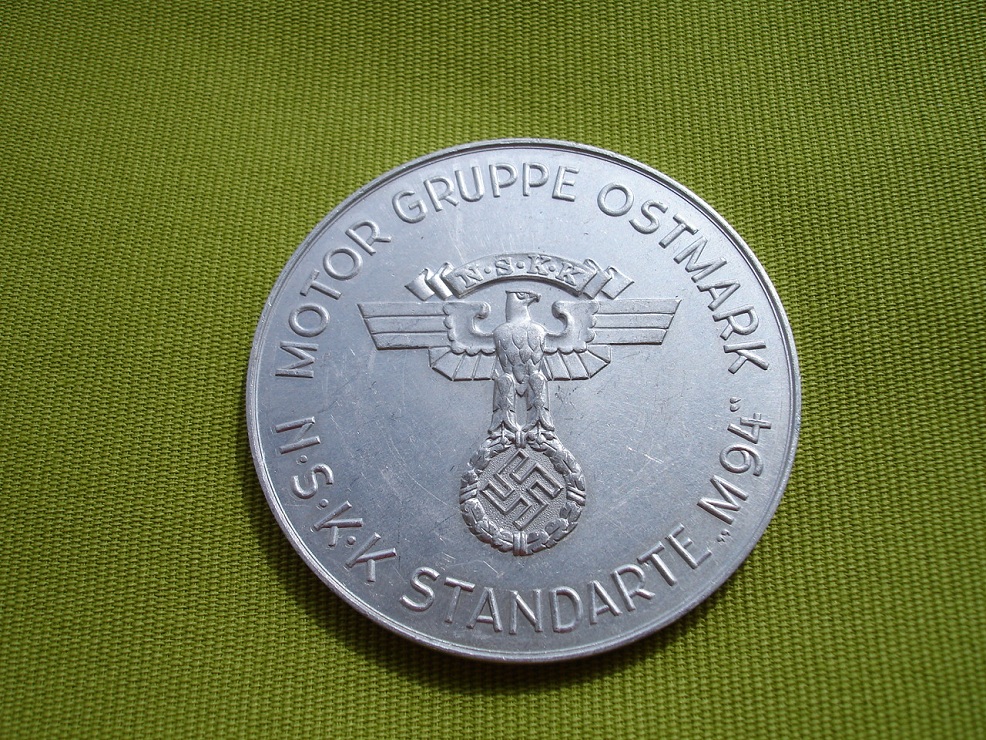 MOTOR GRUPPE OSTMARK
N·S·K·K
N·S·K·K STANDARTE „M94“